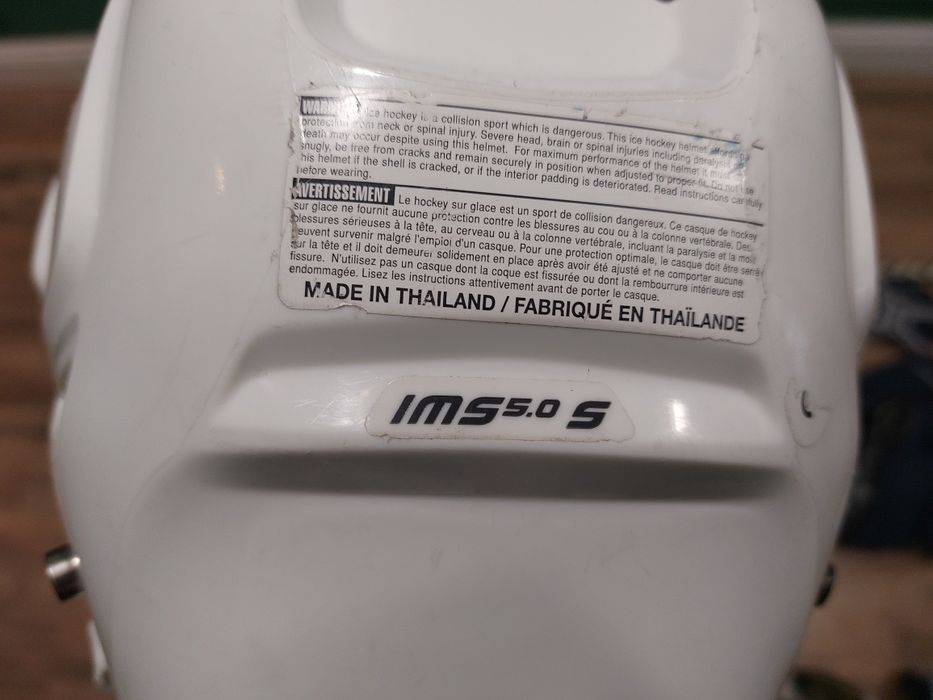 WARNING Ice hockey is a collision sport which is dangerous. This ice hockey helmet affords no
protection from neck or spinal injury. Severe head, brain or spinal injuries including paralysis or
death may occur despite using this helmet. For maximum performance of the helmet it must
snugly, be free from cracks and remain securely in position when adjusted to proper fit. Do not use
this helmet if the shell is cracked, or if the interior padding is deteriorated. Read instructions carefully
before wearing.
AVERTISSEMENT Le hockey sur glace est un sport de collision dangereux. Ce casque de hockey
sur glace ne fournit aucune protection contre les blessures au cou ou à la colonne vertébrale. Des
blessures sérieuses à la tête, au cerveau ou à la colonne vertébrale, incluant la paralysie et la mort
peuvent survenir malgré l'emploi d'un casque. Pour une protection optimale, le casque doit être serré
sur la tête et il doit demeurer solidement en place après avoir été ajusté et ne comporter aucune
fissure. N'utilisez pas un casque dont la coque est fissurée ou dont la rembourrure intérieure est
endommagée. Lisez les instructions attentivement avant de porter le casque.
MADE IN THAILAND / FABRIQUÉ EN THAÏLANDE
IMS 5.0 S